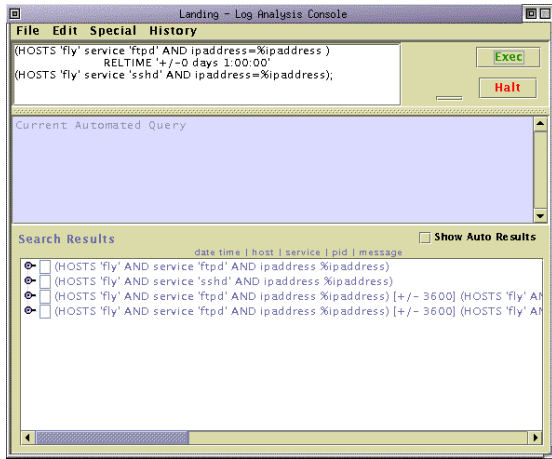 Landing - Log Analysis Console
File Edit Special History
(HOSTS 'fly' service 'ftpd' AND ipaddress=%ipaddress )
RELTIME '+/-0 days 1:00:00'
(HOSTS 'fly' service 'sshd' AND ipaddress=%ipaddress);
Exec
Halt
Current Automated Query
Search Results
Show Auto Results
date time | host | service | pid | message
(HOSTS 'fly' AND service 'ftpd' AND ipaddress %ipaddress)
(HOSTS 'fly' AND service 'sshd' AND ipaddress %ipaddress)
(HOSTS 'fly' AND service 'ftpd' AND ipaddress %ipaddress) [+/- 3600] (HOSTS 'fly' AN
(HOSTS 'fly' AND service 'ftpd' AND ipaddress %ipaddress) [+/- 3600] (HOSTS 'fly' AN